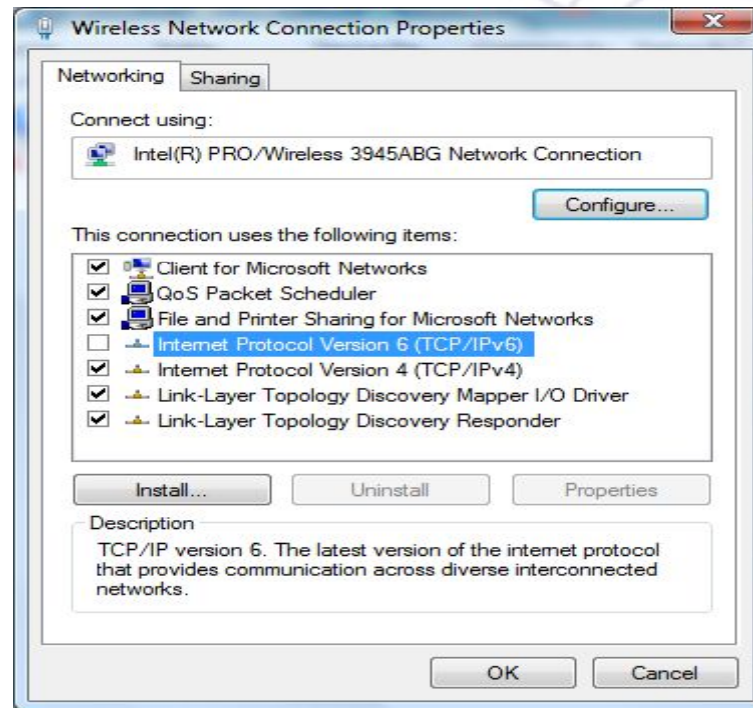 Wireless Network Connection Properties
Networking
Sharing
Connect using:
Intel(R) PRO/Wireless 3945ABG Network Connection
Configure...
This connection uses the following items:
Client for Microsoft Networks
QoS Packet Scheduler
File and Printer Sharing for Microsoft Networks
Internet Protocol Version 6 (TCP/IPv6)
Internet Protocol Version 4 (TCP/IPv4)
Link-Layer Topology Discovery Mapper I/O Driver
Link-Layer Topology Discovery Responder
Install...
Uninstall
Properties
Description
TCP/IP version 6. The latest version of the internet protocol
that provides communication across diverse interconnected
networks.
OK
Cancel